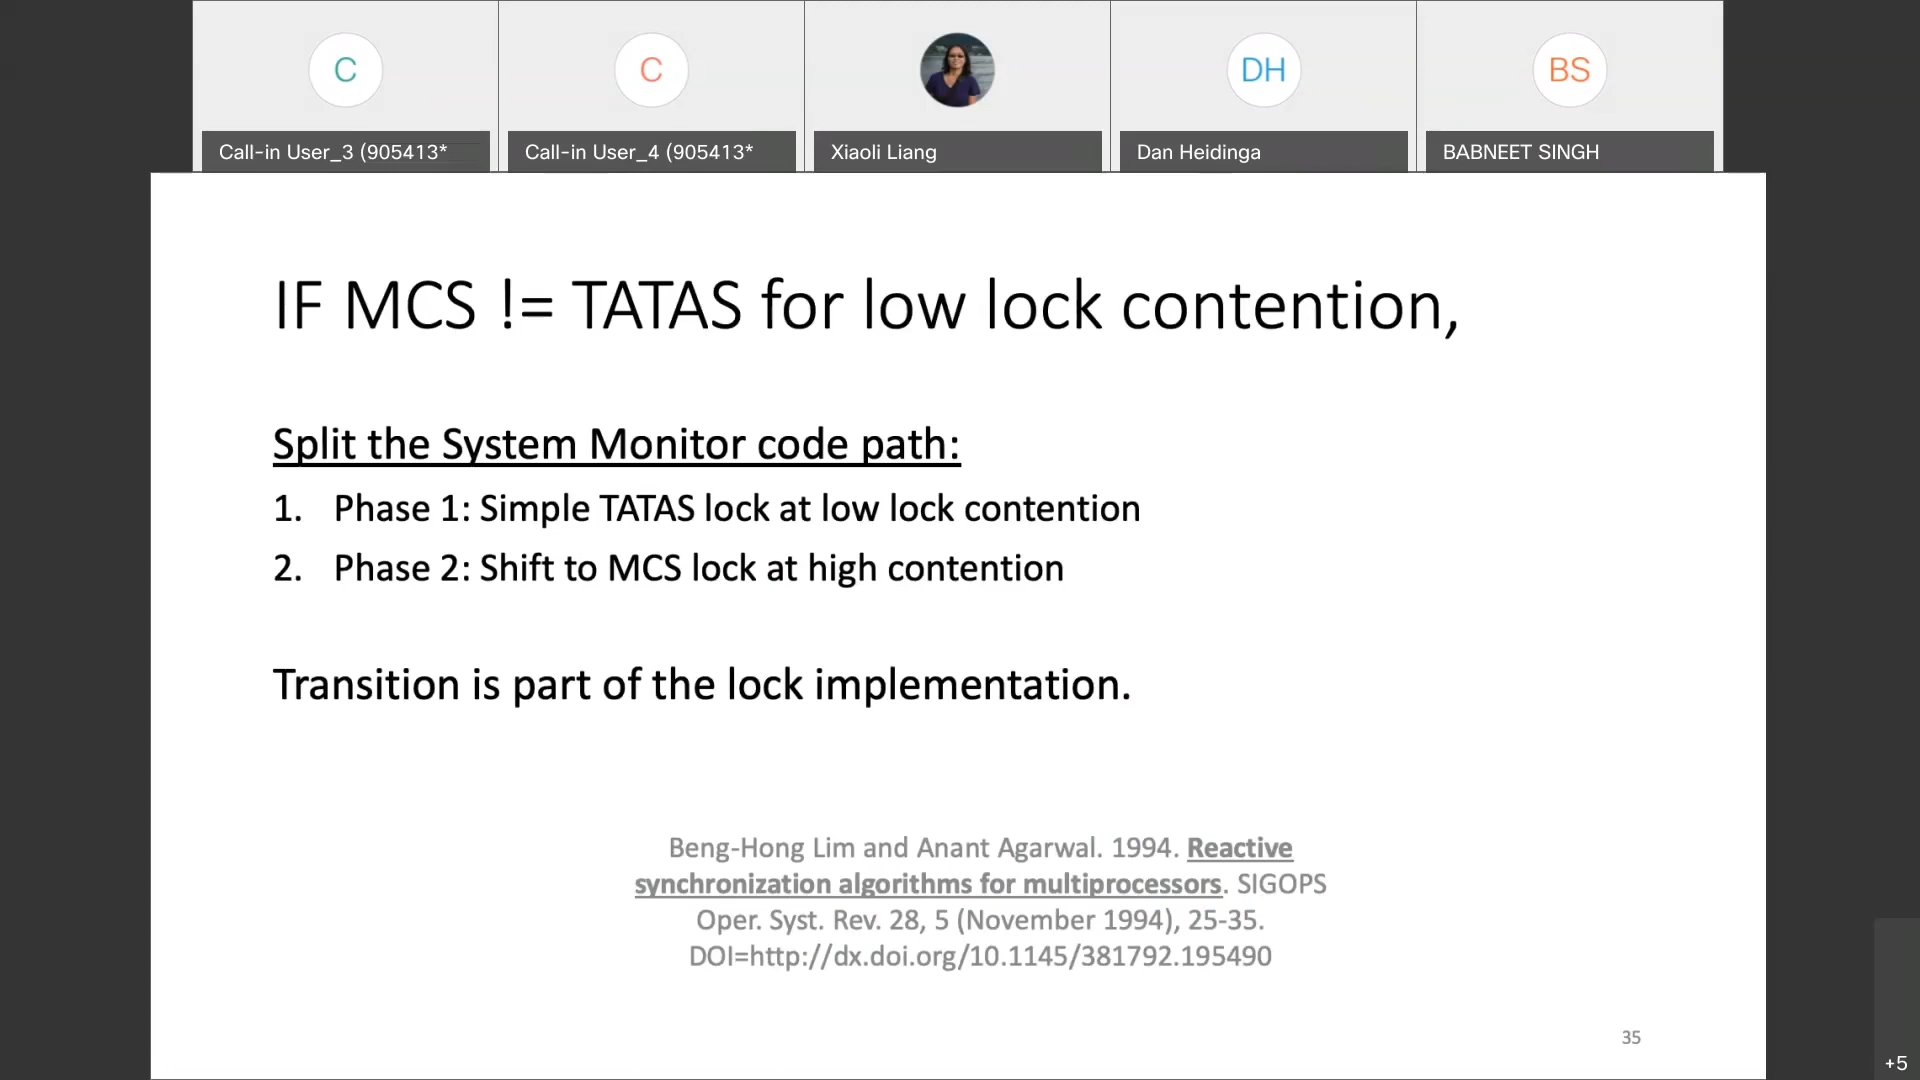 C
C
DH
BS
Call-in User_3 (905413*
Call-in User_4 (905413*
Xiaoli Liang
Dan Heidinga
BABNEET SINGH
IF MCS != TATAS for low lock contention,
Split the System Monitor code path:
1. Phase 1: Simple TATAS lock at low lock contention
2. Phase 2: Shift to MCS lock at high contention
Transition is part of the lock implementation.
Beng-Hong Lim and Anant Agarwal. 1994. Reactive
synchronization algorithms for multiprocessors. SIGOPS
Oper. Syst. Rev. 28, 5 (November 1994), 25-35.
DOI=http://dx.doi.org/10.1145/381792.195490
35
+5